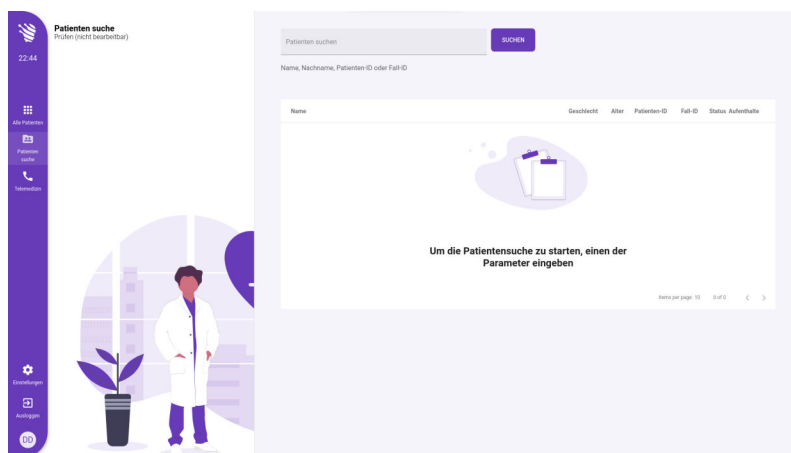 Patienten suche
Prüfen (nicht bearbeitbar)
22:44
Alle Patienten
Patienten
suche
Telemedizin
Einstellungen
Ausloggen
DD
Patienten suchen
SUCHEN
Name, Nachname, Patienten-ID oder Fall-ID
Name Geschlecht Alter Patienten-ID Fall-ID Status Aufenthalte
Um die Patientensuche zu starten, einen der
Parameter eingeben
Items per page: 10 0 of 0